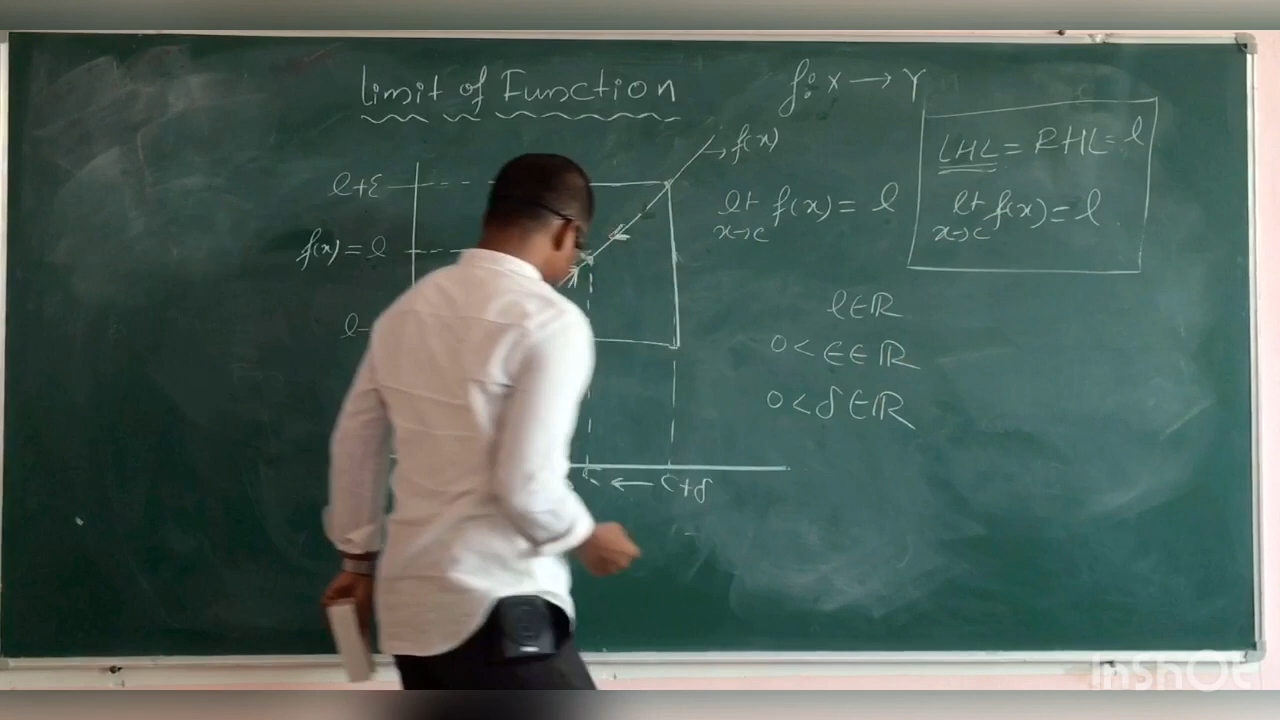 Limit of Function
f: X → Y
LHL = RHL = l
lt f(x) = l
x→c
→ f(x)
l+ε
lt f(x) = l
x→c
f(x) = l
l-
l∈ℝ
0 < ϵ ∈ ℝ
0 < δ ∈ ℝ
c ← c+δ
InShOt